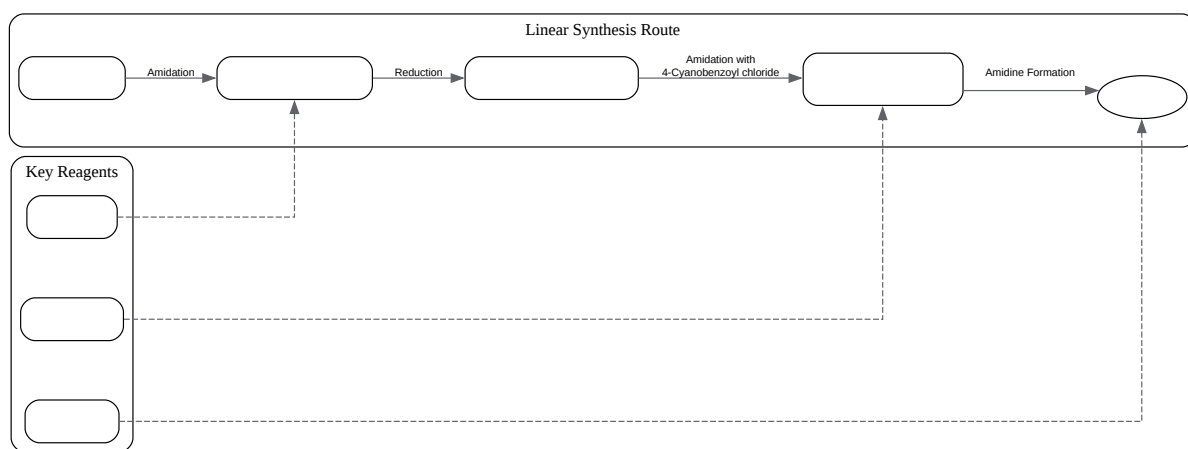 Linear Synthesis Route
Amidation
Reduction
Amidation with
4-Cyanobenzoyl chloride
Amidine Formation
Key Reagents